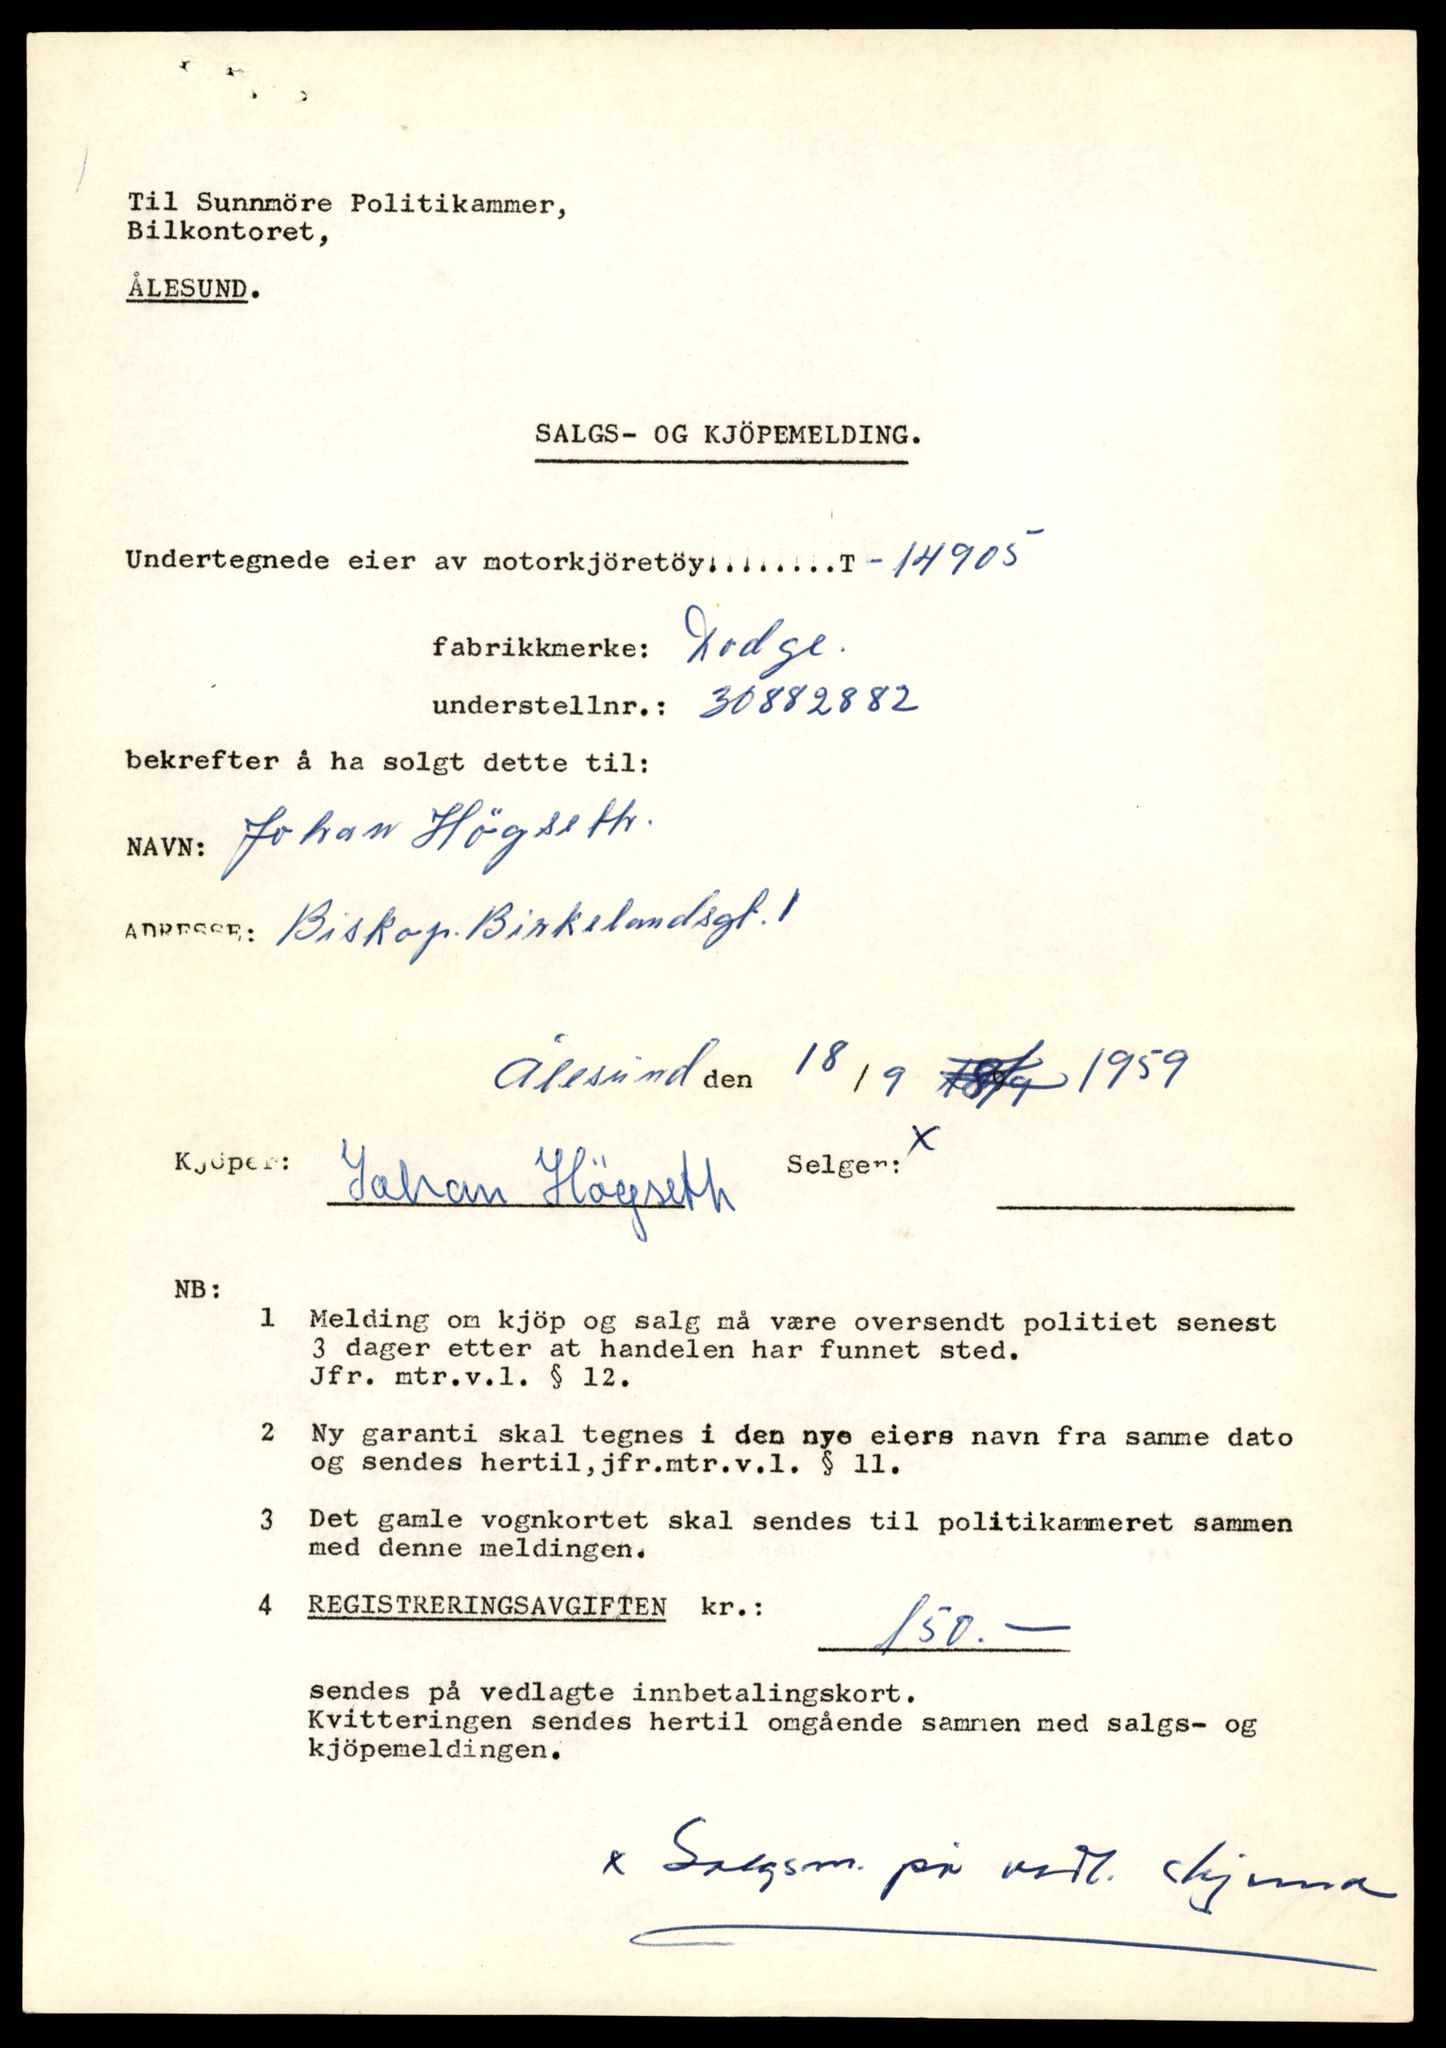 Til Sunnmöre Politikammer,
Bilkontoret,
ÅLESUND.
SALGS- OG KJÖPEMELDING.
Undertegnede eier av motorkjöretöy........T - 14905
fabrikkmerke: Dodge.
understellnr.: 30882882
bekrefter å ha solgt dette til:
NAVN: Johan Högseth.
ADRESSE: Biskop. Birkelandsgt. 1
Ålesund den 18/9 18/9 1959
Kjöper: Johan Högseth Selger: x
NB:
1 Melding om kjöp og salg må være oversendt politiet senest
3 dager etter at handelen har funnet sted.
Jfr. mtr.v.l. § 12.
2 Ny garanti skal tegnes i den nye eiers navn fra samme dato
og sendes hertil,jfr.mtr.v.l. § 11.
3 Det gamle vognkortet skal sendes til politikammeret sammen
med denne meldingen.
4 REGISTRERINGSAVGIFTEN kr.: 150.—
sendes på vedlagte innbetalingskort.
Kvitteringen sendes hertil omgående sammen med salgs- og
kjöpemeldingen.
x Salgsm. på vedl. skjema